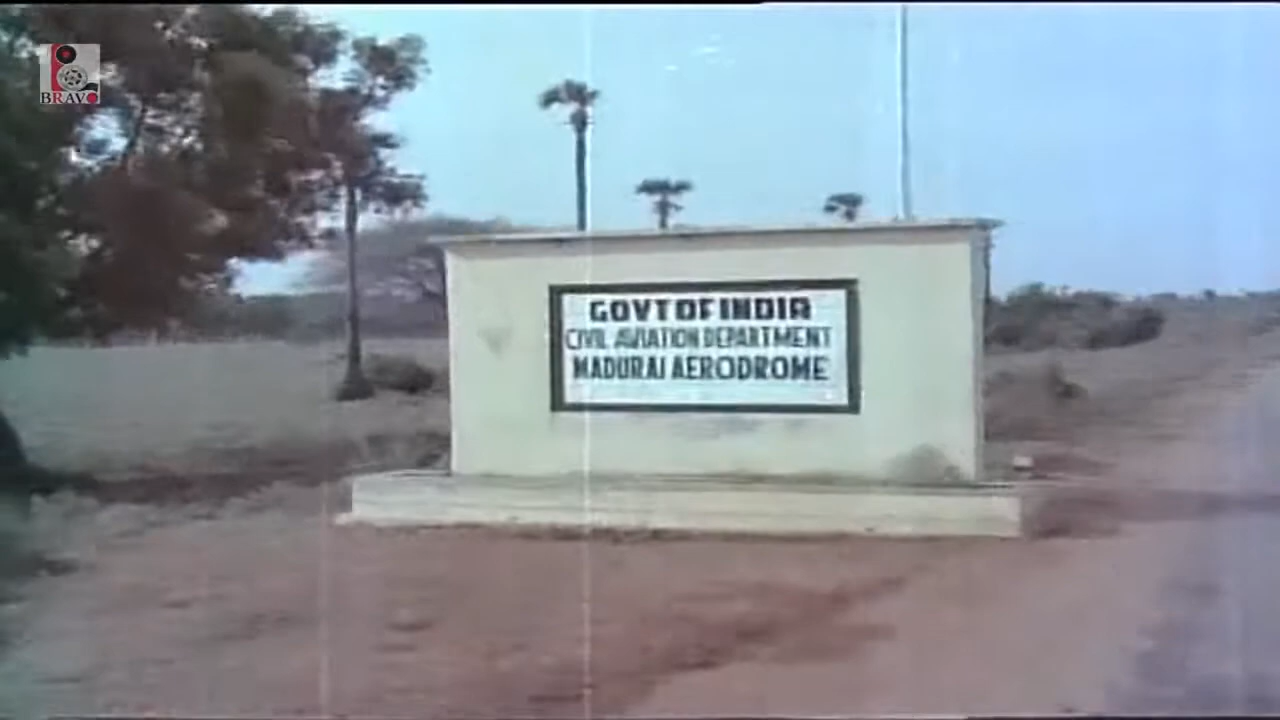 BRAVO
GOVT OF INDIA
CIVIL AVIATION DEPARTMENT
MADURAI AERODROME